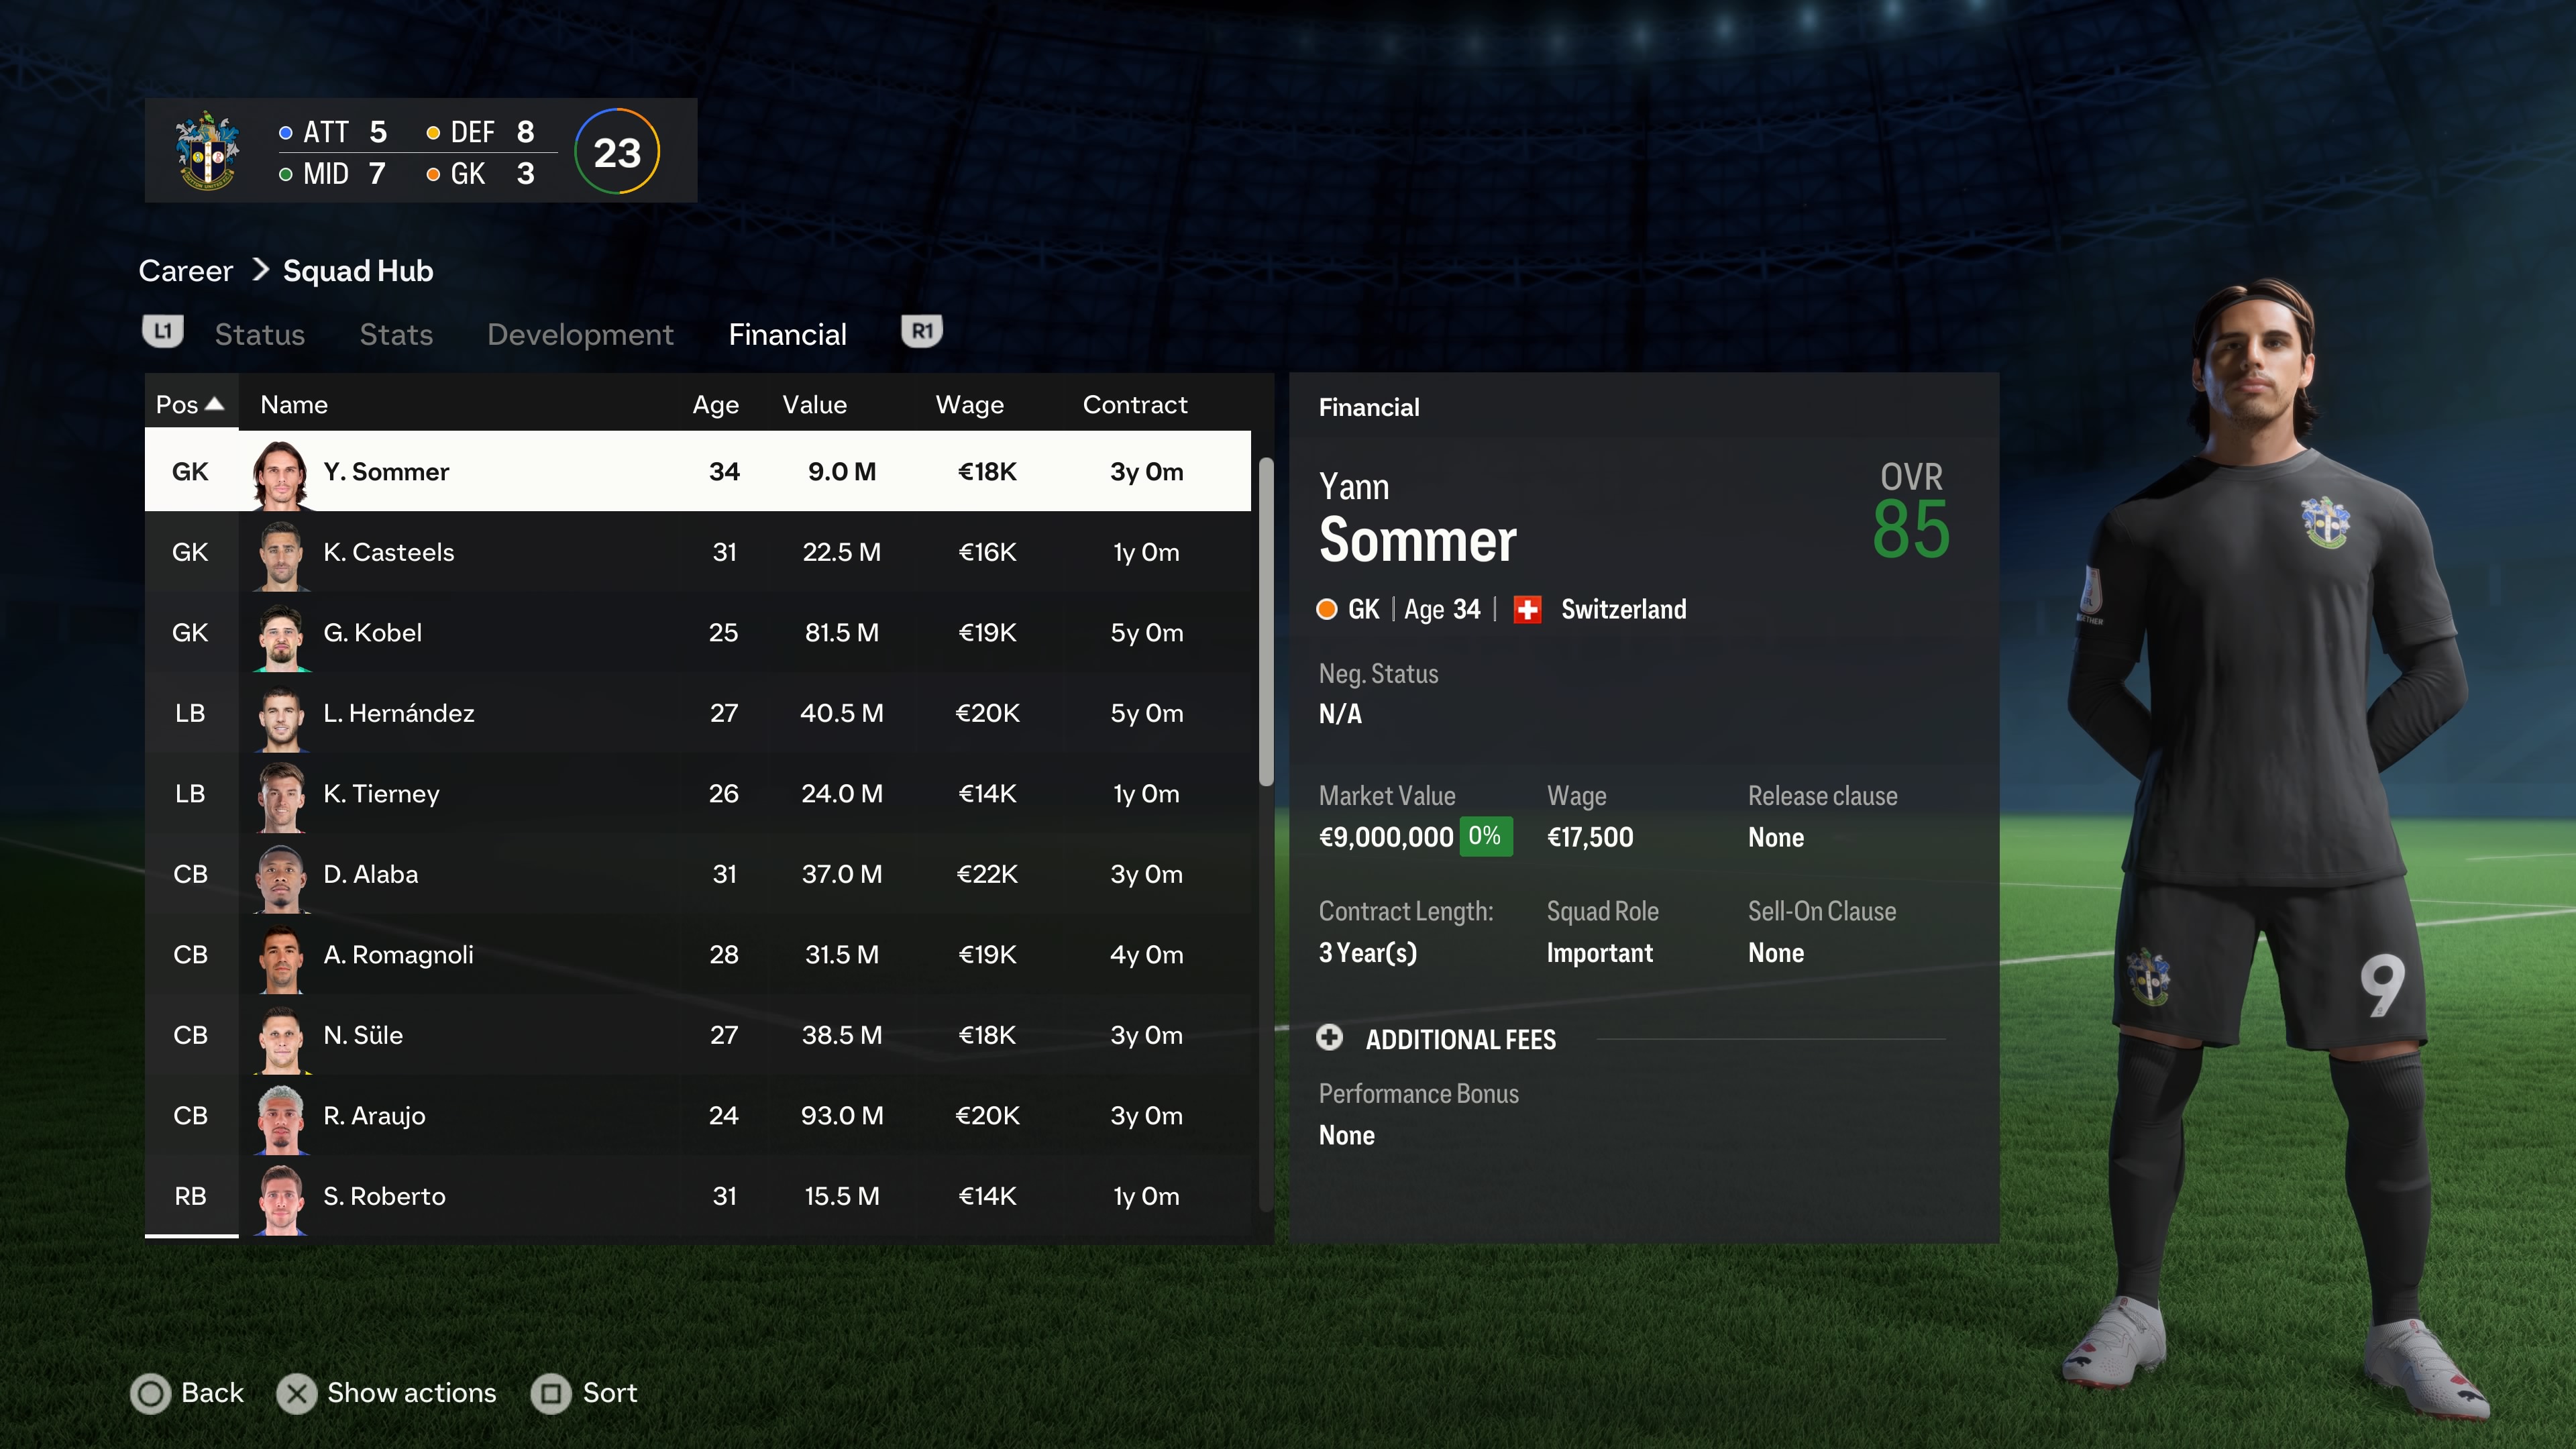 ATT 5 DEF 8
23
MID 7 GK 3
Career > Squad Hub
L1 Status Stats Development Financial R1
Pos Name Age Value Wage Contract
GK Y. Sommer 34 9.0 M €18K 3y 0m
GK K. Casteels 31 22.5 M €16K 1y 0m
GK G. Kobel 25 81.5 M €19K 5y 0m
LB L. Hernández 27 40.5 M €20K 5y 0m
LB K. Tierney 26 24.0 M €14K 1y 0m
CB D. Alaba 31 37.0 M €22K 3y 0m
CB A. Romagnoli 28 31.5 M €19K 4y 0m
CB N. Süle 27 38.5 M €18K 3y 0m
CB R. Araujo 24 93.0 M €20K 3y 0m
RB S. Roberto 31 15.5 M €14K 1y 0m
Financial
Yann
Sommer
OVR
85
GK | Age 34 | Switzerland
Neg. Status
N/A
Market Value Wage Release clause
€9,000,000 0% €17,500 None
Contract Length: Squad Role Sell-On Clause
3 Year(s) Important None
ADDITIONAL FEES
Performance Bonus
None
9
Back Show actions Sort